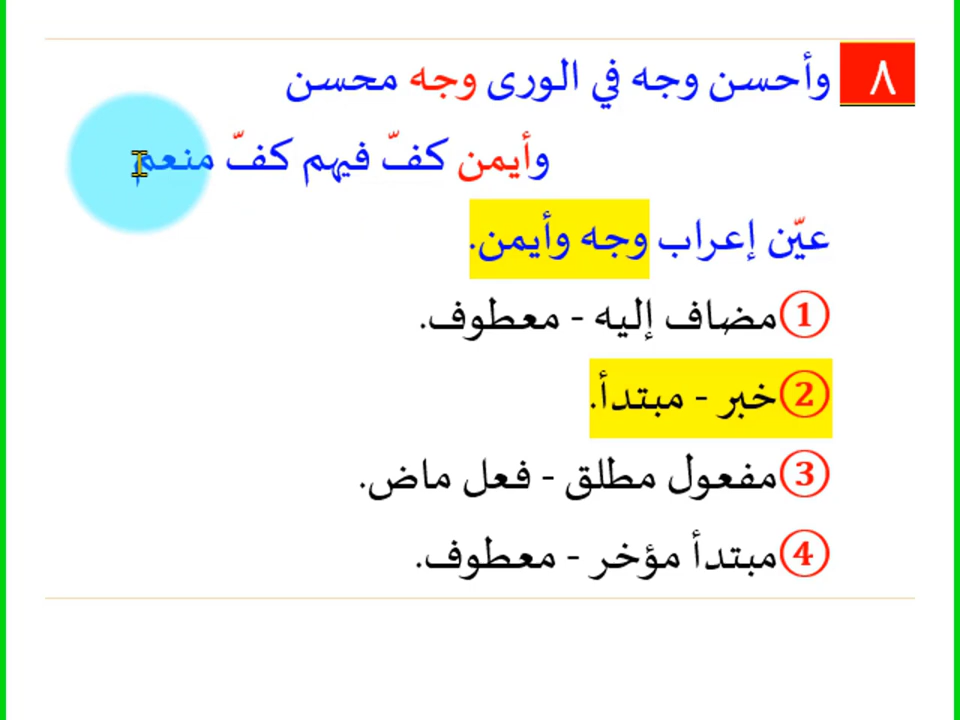 ٨
وأحسن وجه في الورى وجه محسن
وأيمن كفّ فيهم كفّ منعم
عيّن إعراب وجه وأيمن.
1 مضاف إليه - معطوف.
2 خبر - مبتدأ.
3 مفعول مطلق - فعل ماض.
4 مبتدأ مؤخر - معطوف.